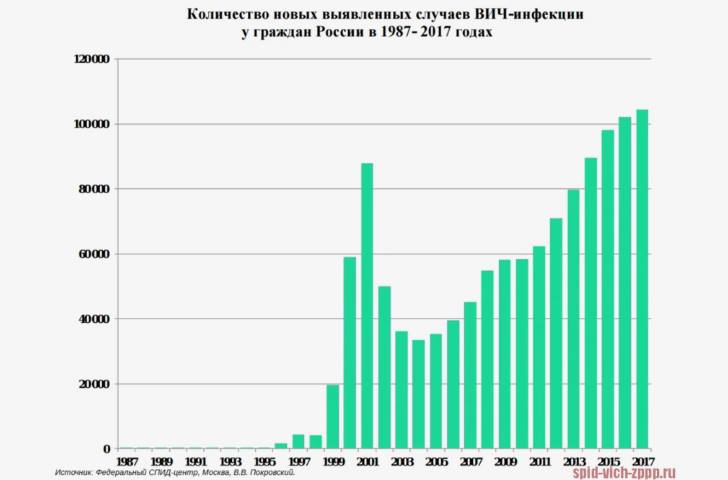 Количество новых выявленных случаев ВИЧ-инфекции
у граждан России в 1987- 2017 годах
120000
100000
80000
60000
40000
20000
0
1987 1989 1991 1993 1995 1997 1999 2001 2003 2005 2007 2009 2011 2013 2015 2017
Источник: Федеральный СПИД-центр, Москва, В.В. Покровский.
spid-vich-zppp.ru